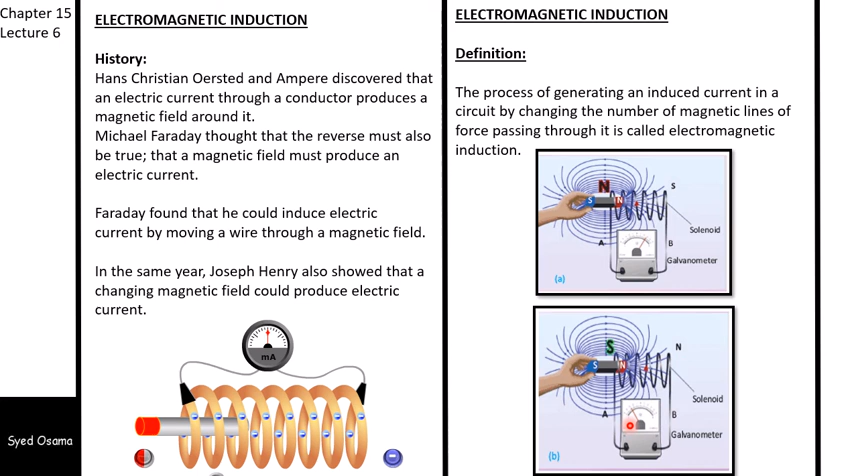 Chapter 15
Lecture 6
ELECTROMAGNETIC INDUCTION
History:
Hans Christian Oersted and Ampere discovered that
an electric current through a conductor produces a
magnetic field around it.
Michael Faraday thought that the reverse must also
be true; that a magnetic field must produce an
electric current.
Faraday found that he could induce electric
current by moving a wire through a magnetic field.
In the same year, Joseph Henry also showed that a
changing magnetic field could produce electric
current.
mA
Syed Osama
ELECTROMAGNETIC INDUCTION
Definition:
The process of generating an induced current in a
circuit by changing the number of magnetic lines of
force passing through it is called electromagnetic
induction.
N
S
S
N
Solenoid
A
B
Galvanometer
(a)
S
N
S
N
Solenoid
A
B
Galvanometer
(b)